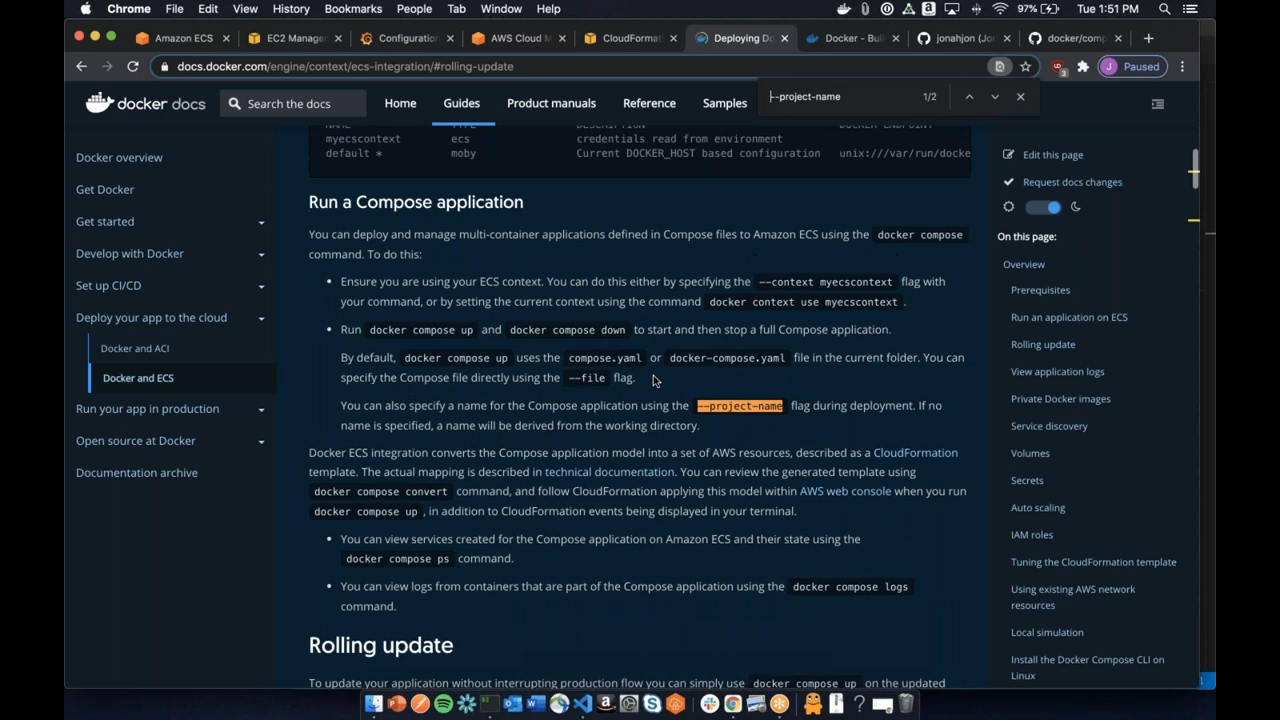 Chrome File Edit View History Bookmarks People Tab Window Help 97% Tue 1:51 PM
Amazon ECS EC2 Manage Configuration AWS Cloud M CloudFormat Deploying Do Docker - Buil jonahjon (Jon docker/comp
docs.docker.com/engine/context/ecs-integration/#rolling-update J Paused
docker docs Search the docs Home Guides Product manuals Reference Samples
--project-name 1/2
Docker overview
Get Docker
Get started
Develop with Docker
Set up CI/CD
Deploy your app to the cloud
Docker and ACI
Docker and ECS
Run your app in production
Open source at Docker
Documentation archive
NAME TYPE DESCRIPTION DOCKER ENDPOINT
myecscontext ecs credentials read from environment
default * moby Current DOCKER_HOST based configuration unix:///var/run/docke
Run a Compose application
You can deploy and manage multi-container applications defined in Compose files to Amazon ECS using the docker compose
command. To do this:
• Ensure you are using your ECS context. You can do this either by specifying the --context myecscontext flag with
your command, or by setting the current context using the command docker context use myecscontext .
• Run docker compose up and docker compose down to start and then stop a full Compose application.
By default, docker compose up uses the compose.yaml or docker-compose.yaml file in the current folder. You can
specify the Compose file directly using the --file flag.
You can also specify a name for the Compose application using the --project-name flag during deployment. If no
name is specified, a name will be derived from the working directory.
Docker ECS integration converts the Compose application model into a set of AWS resources, described as a CloudFormation
template. The actual mapping is described in technical documentation. You can review the generated template using
docker compose convert command, and follow CloudFormation applying this model within AWS web console when you run
docker compose up , in addition to CloudFormation events being displayed in your terminal.
• You can view services created for the Compose application on Amazon ECS and their state using the
docker compose ps command.
• You can view logs from containers that are part of the Compose application using the docker compose logs
command.
Rolling update
To update your application without interrupting production flow you can simply use docker compose up on the updated
Edit this page
Request docs changes
On this page:
Overview
Prerequisites
Run an application on ECS
Rolling update
View application logs
Private Docker images
Service discovery
Volumes
Secrets
Auto scaling
IAM roles
Tuning the CloudFormation template
Using existing AWS network
resources
Local simulation
Install the Docker Compose CLI on
Linux